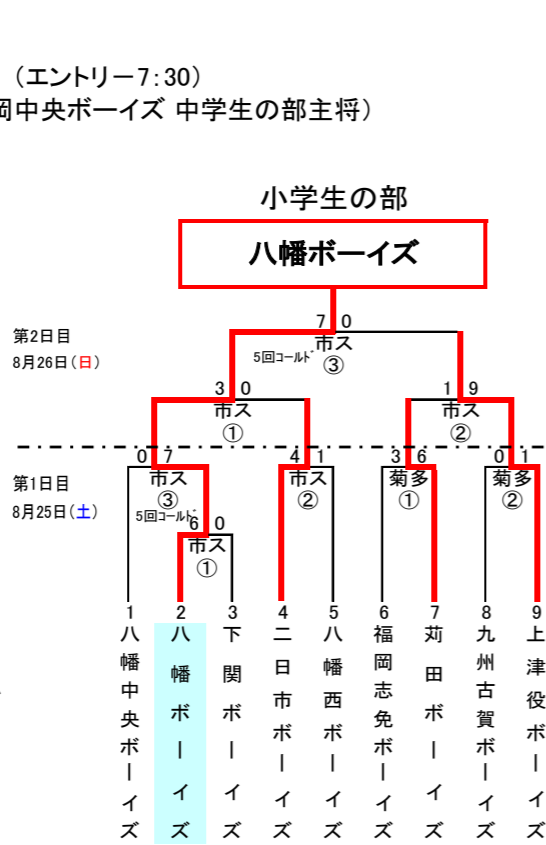 (エントリー7:30)
岡中央ボーイズ 中学生の部主将)
小学生の部
八幡ボーイズ
7 0
第2日目
市ス
5回コールド
③
8月26日(日)
3 0
1 9
市ス
市ス
①
②
0 7
4 1
3 6
0 1
第1日目
市ス
市ス
菊多
菊多
③
②
①
②
8月25日(土)
5回コールド
6 0
市ス
①
1 2 3 4 5 6 7 8 9
八幡中央ボーイズ
八幡ボーイズ
下関ボーイズ
二日市ボーイズ
八幡西ボーイズ
福岡志免ボーイズ
苅田ボーイズ
九州古賀ボーイズ
上津役ボーイズ